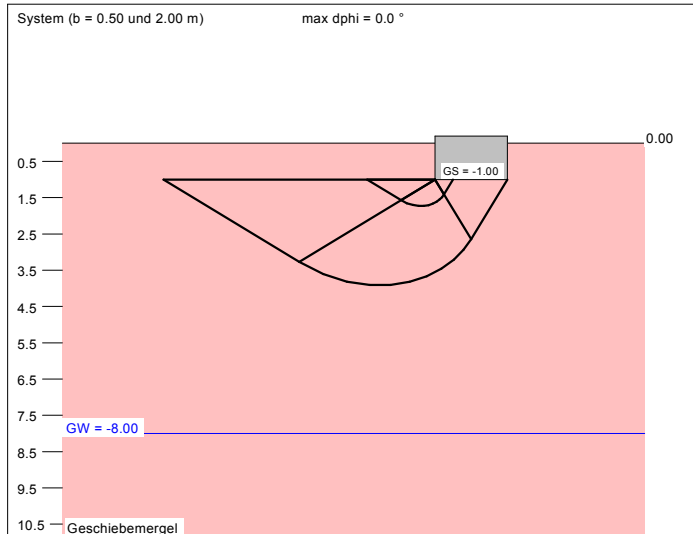 System (b = 0.50 und 2.00 m)
max dphi = 0.0 °
0.00
0.5
GS = -1.00
1.5
2.5
3.5
4.5
5.5
6.5
7.5
GW = -8.00
8.5
9.5
10.5
Geschiebemergel